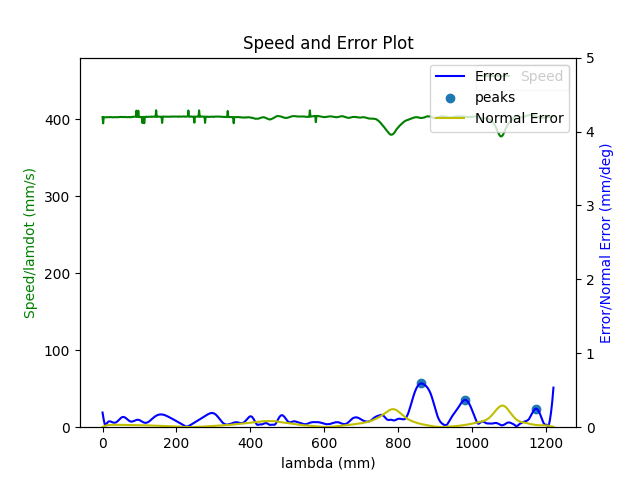 Speed and Error Plot
Error
Speed
peaks
Normal Error
Speed/lamdot (mm/s)
400
300
200
100
0
Error/Normal Error (mm/deg)
5
4
3
2
1
0
0 200 400 600 800 1000 1200
lambda (mm)